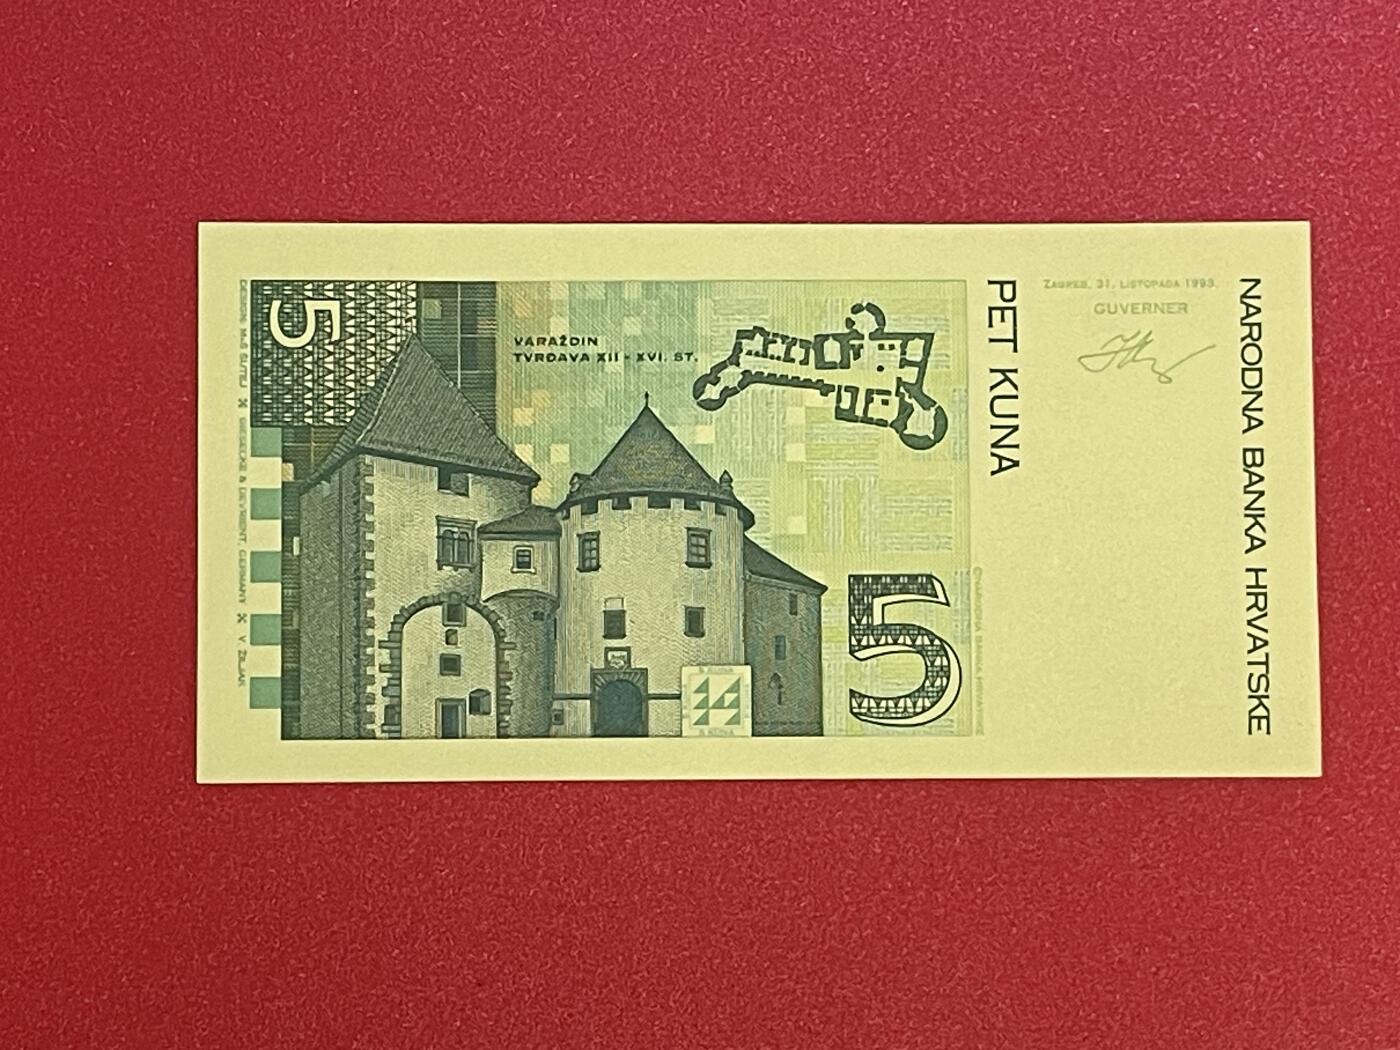 5
VARAŽDIN
TVRĐAVA XII - XVI. ST.
5
PET KUNA
ZAGREB, 31. LISTOPADA 1993.
GUVERNER
NARODNA BANKA HRVATSKE